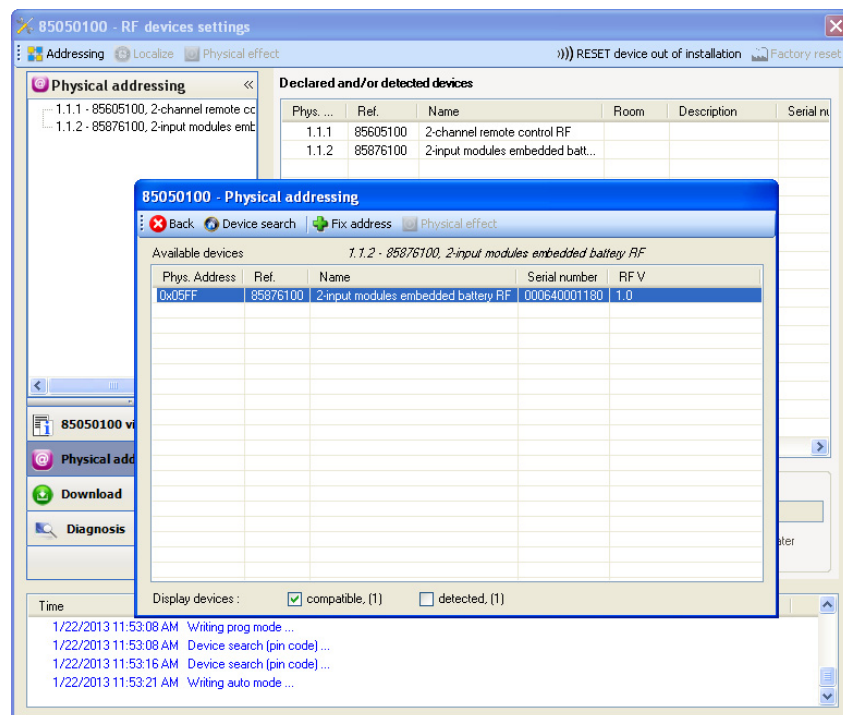 85050100 - RF devices settings
Addressing Localize Physical effect ))) RESET device out of installation Factory reset
Physical addressing «
1.1.1 - 85605100, 2-channel remote cc
1.1.2 - 85876100, 2-input modules emb
Declared and/or detected devices
Phys. ... Ref. Name Room Description Serial nu
1.1.1 85605100 2-channel remote control RF
1.1.2 85876100 2-input modules embedded batt...
85050100 - Physical addressing
Back Device search Fix address Physical effect
Available devices 1.1.2 - 85876100, 2-input modules embedded battery RF
Phys. Address Ref. Name Serial number RF V
0x05FF 85876100 2-input modules embedded battery RF 000640001180 1.0
Display devices : compatible, (1) detected, (1)
85050100 vi
Physical add
Download
Diagnosis
ater
Time
1/22/2013 11:53:08 AM Writing prog mode ...
1/22/2013 11:53:08 AM Device search (pin code) ...
1/22/2013 11:53:16 AM Device search (pin code) ...
1/22/2013 11:53:21 AM Writing auto mode ...